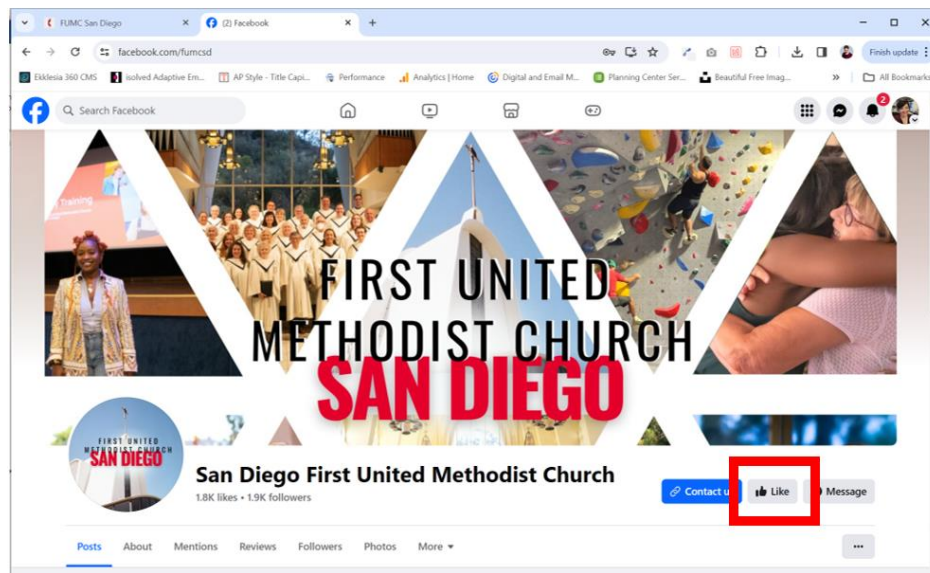 FUMC San Diego
(2) Facebook
facebook.com/fumcsd
Finish update
Ekklesia 360 CMS
isolved Adaptive Em...
AP Style - Title Capi...
Performance
Analytics | Home
Digital and Email M...
Planning Center Ser...
Beautiful Free Imag...
»
All Bookmarks
Search Facebook
2
Training
FIRST UNITED
METHODIST CHURCH
SAN DIEGO
FIRST UNITED
METHODIST CHURCH
SAN DIEGO
San Diego First United Methodist Church
1.8K likes • 1.9K followers
Contact u
Like
Message
Posts About Mentions Reviews Followers Photos More